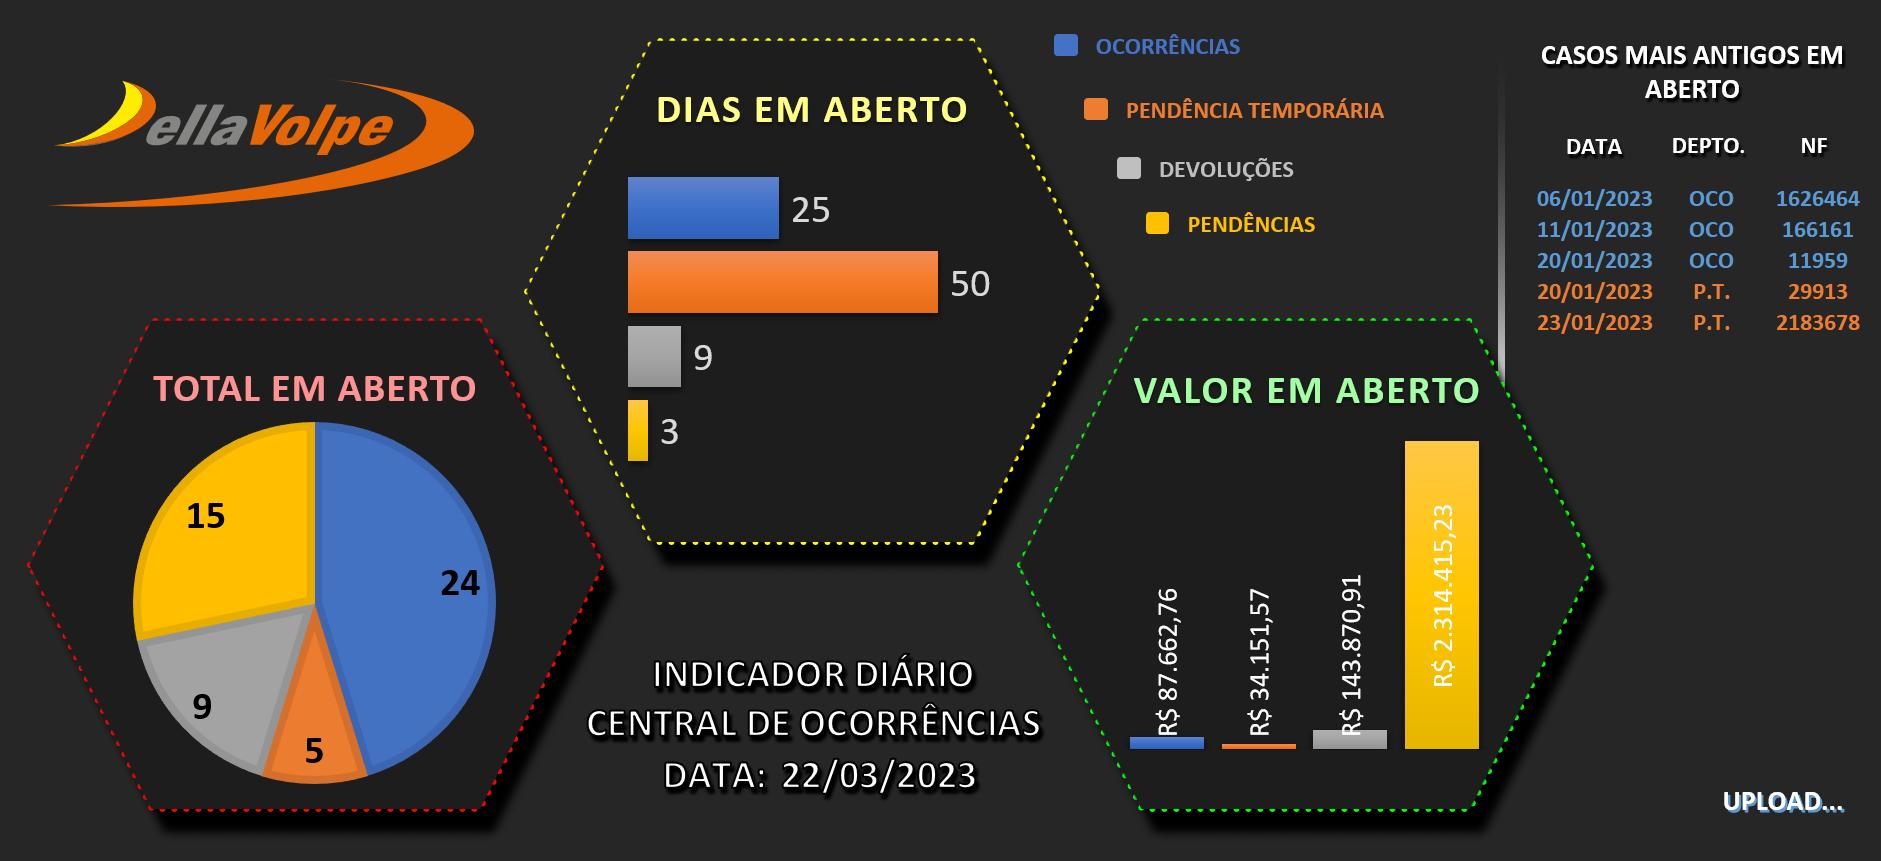 ellaVolpe
DIAS EM ABERTO
25
50
9
3
OCORRÊNCIAS
PENDÊNCIA TEMPORÁRIA
DEVOLUÇÕES
PENDÊNCIAS
CASOS MAIS ANTIGOS EM
ABERTO
DATA DEPTO. NF
06/01/2023 OCO 1626464
11/01/2023 OCO 166161
20/01/2023 OCO 11959
20/01/2023 P.T. 29913
23/01/2023 P.T. 2183678
TOTAL EM ABERTO
15
24
9
5
VALOR EM ABERTO
R$ 87.662,76
R$ 34.151,57
R$ 143.870,91
R$ 2.314.415,23
INDICADOR DIÁRIO
CENTRAL DE OCORRÊNCIAS
DATA: 22/03/2023
UPLOAD...